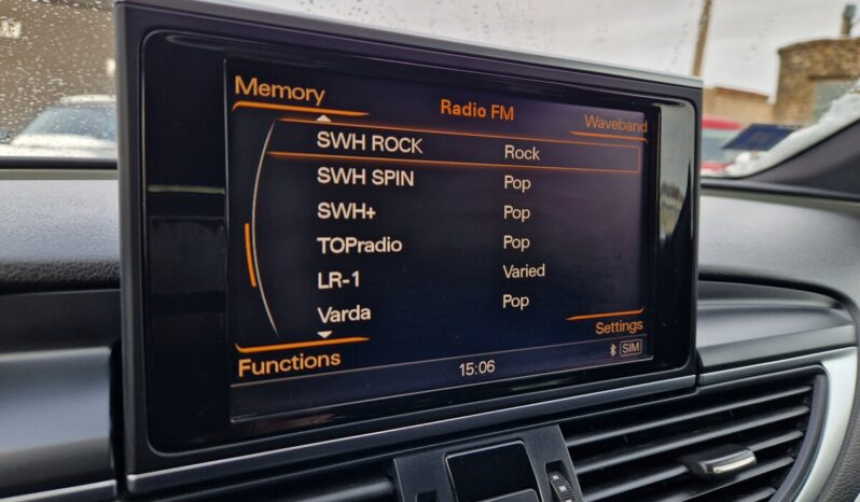 Memory
Radio FM
Waveband
SWH ROCK Rock
SWH SPIN Pop
SWH+ Pop
TOPradio Pop
LR-1 Varied
Varda Pop
Settings
Functions
15:06
SIM